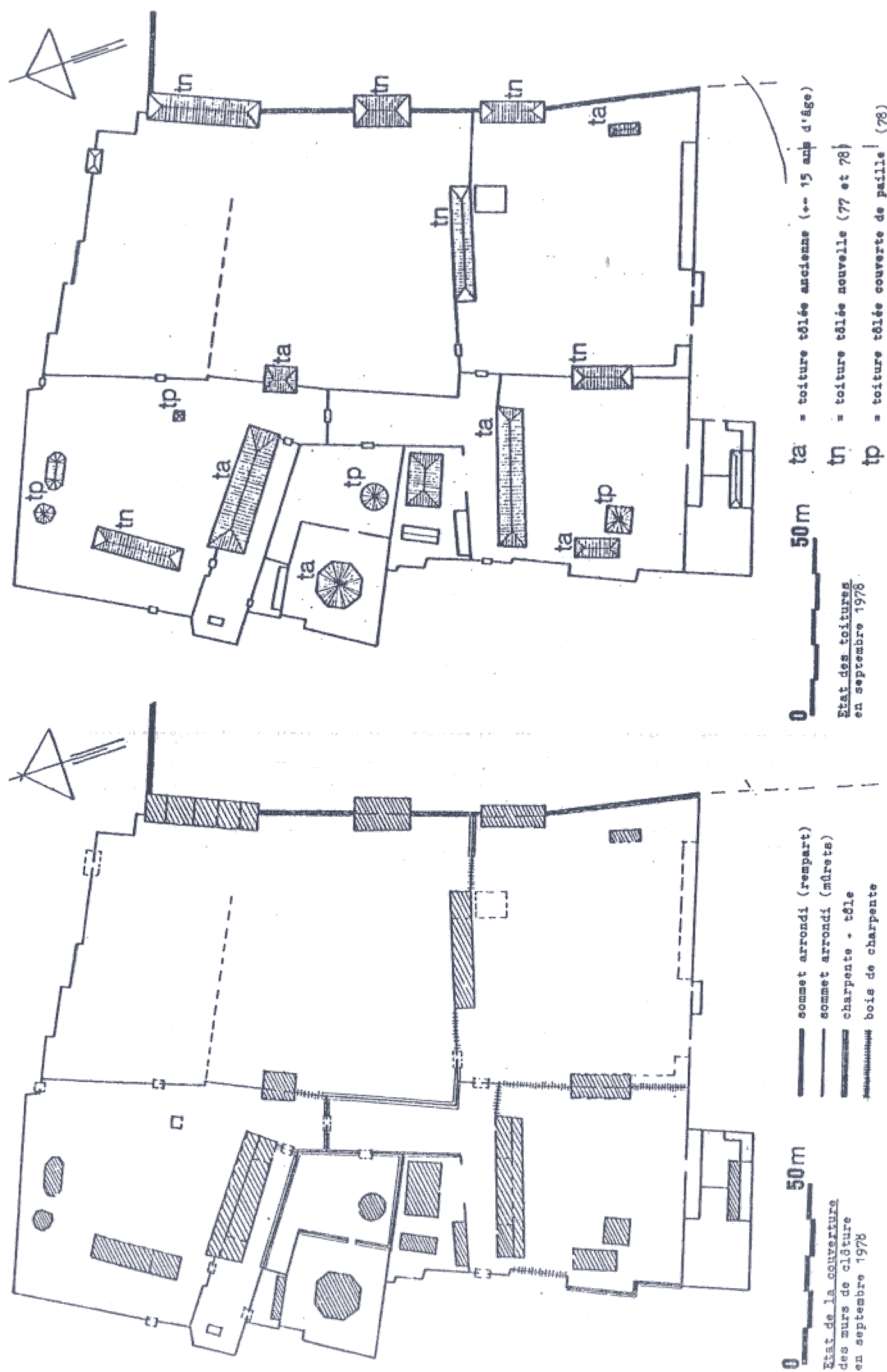 tp
tn
tp
ta
tp
ta
ta
tp
tn
tn
tn
ta
ta
tp
tn
tn
ta
0 50m
Etat de la couverture
des murs de clôture
en septembre 1978
sommet arrondi (rempart)
sommet arrondi (mûrets)
charpente - tôle
bois de charpente
0 50m
Etat des toitures
en septembre 1978
ta = toiture tôlée ancienne (+- 15 ans d'âge)
tn = toiture tôlée nouvelle (77 et 78)
tp = toiture tôlée couverte de paille (78)